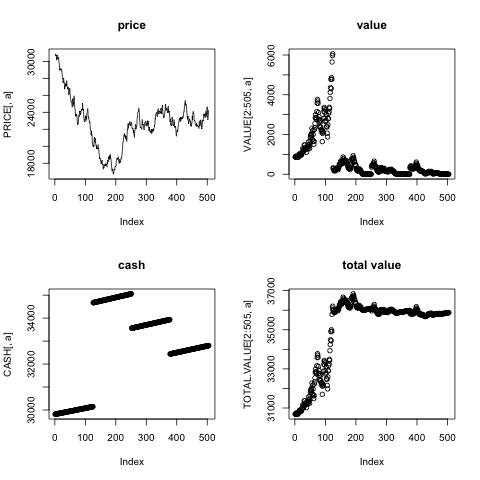 price
PRICE[, a]
30000
24000
18000
0 100 200 300 400 500
Index
value
VALUE[2:505, a]
6000
4000
2000
0
0 100 200 300 400 500
Index
cash
CASH[, a]
34000
32000
30000
0 100 200 300 400 500
Index
total value
TOTAL.VALUE[2:505, a]
37000
35000
33000
31000
0 100 200 300 400 500
Index